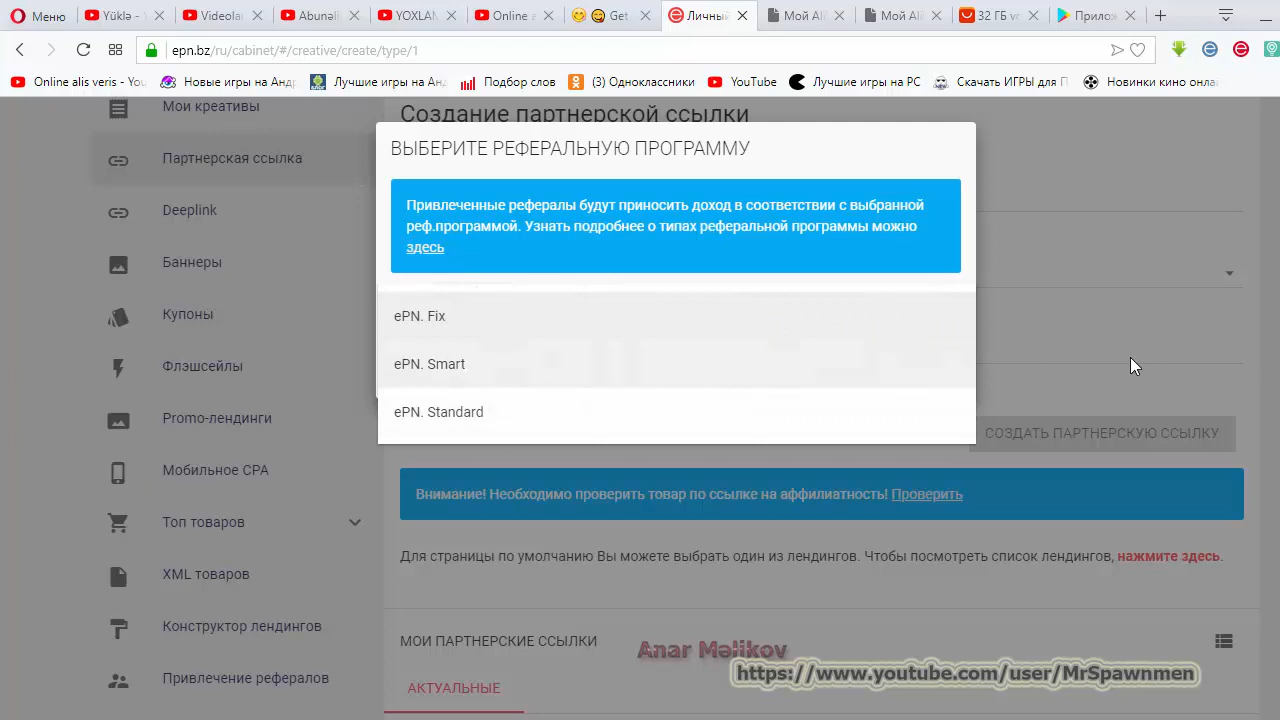 Меню
Yüklə -
Videolar
Abunəli
YOXLAN
Online a
Get
Личный
Мой Ali
Мой Ali
32 ГБ vo
Прилож
epn.bz/ru/cabinet/#/creative/create/type/1
Online alis veris - You
Новые игры на Андр
Лучшие игры на Ан
Подбор слов
(3) Одноклассники
YouTube
Лучшие игры на PC
Скачать ИГРЫ для П
Новинки кино онлай
Мои креативы
Партнерская ссылка
Deeplink
Баннеры
Купоны
Флэшсейлы
Promo-лендинги
Мобильное CPA
Топ товаров
XML товаров
Конструктор лендингов
Привлечение рефералов
Создание партнерской ссылки
ВЫБЕРИТЕ РЕФЕРАЛЬНУЮ ПРОГРАММУ
Привлеченные рефералы будут приносить доход в соответствии с выбранной
реф.программой. Узнать подробнее о типах реферальной программы можно
здесь
ePN. Fix
ePN. Smart
ePN. Standard
СОЗДАТЬ ПАРТНЕРСКУЮ ССЫЛКУ
Внимание! Необходимо проверить товар по ссылке на аффилиатность! Проверить
Для страницы по умолчанию Вы можете выбрать один из лендингов. Чтобы посмотреть список лендингов, нажмите здесь.
МОИ ПАРТНЕРСКИЕ ССЫЛКИ
Anar Məlikov
https://www.youtube.com/user/MrSpawnmen
АКТУАЛЬНЫЕ